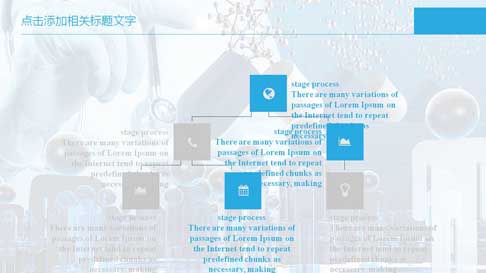 点击添加相关标题文字
stage process
There are many variations of
passages of Lorem Ipsum on
the Internet tend to repeat
predefined chunks as
necessary, making
stage process
There are many variations of
passages of Lorem Ipsum on
the Internet tend to repeat
predefined chunks as
stage process
There are many variations of
passages of Lorem Ipsum on
the Internet tend to repeat
predefined chunks as
necessary, making
stage process
There are many variations of
passages of Lorem Ipsum on
the Internet tend to repeat
predefined chunks as
necessary, making
stage process
There are many variations of
passages of Lorem Ipsum on
the Internet tend to repeat
predefined chunks as
necessary, making
stage process
There are many variations of
passages of Lorem Ipsum on
the Internet tend to repeat
predefined chunks as
necessary, making